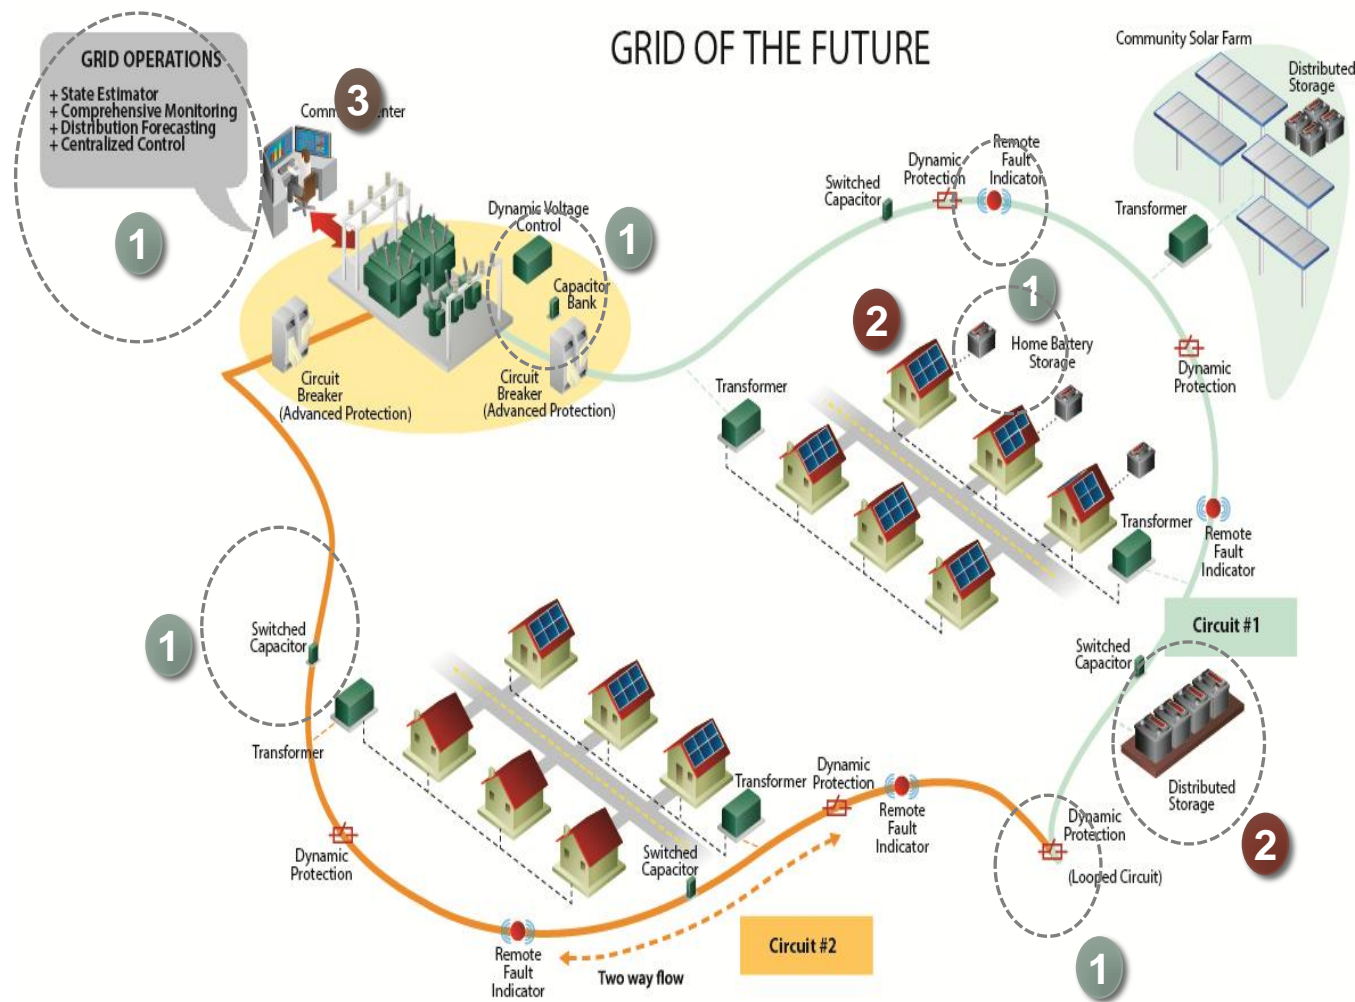 GRID OF THE FUTURE
GRID OPERATIONS
+ State Estimator
+ Comprehensive Monitoring
+ Distribution Forecasting
+ Centralized Control
3
1
Dynamic Voltage
Control
1
Capacitor
Bank
Circuit
Breaker
(Advanced Protection)
Circuit
Breaker
(Advanced Protection)
Switched
Capacitor
Dynamic
Protection
Remote
Fault
Indicator
Community Solar Farm
Distributed
Storage
Transformer
1
2
Home Battery
Storage
Transformer
Dynamic
Protection
Transformer
Remote
Fault
Indicator
Circuit #1
Switched
Capacitor
1
Switched
Capacitor
Transformer
Distributed
Storage
2
Dynamic
Protection
Transformer
Dynamic
Protection
Remote
Fault
Indicator
Dynamic
Protection
(Looped Circuit)
1
Switched
Capacitor
Remote
Fault
Indicator
Two way flow
Circuit #2